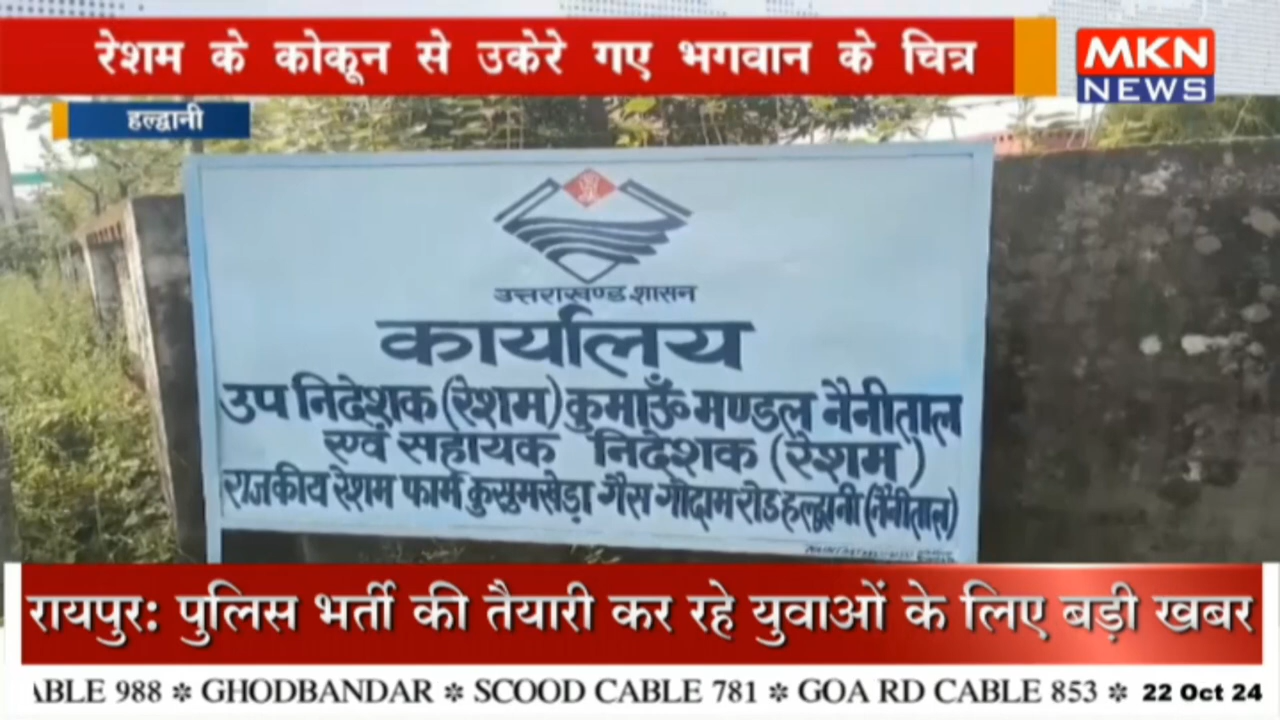 रेशम के कोकून से उकेरे गए भगवान के चित्र
MKN
NEWS
हल्द्वानी
उत्तराखण्ड शासन
कार्यालय
उप निदेशक (रेशम) कुमाऊँ मण्डल नैनीताल
एवं सहायक निदेशक (रेशम)
राजकीय रेशम फार्म कुसुमखेड़ा गैस गोदाम रोड हल्द्वानी (नैनीताल)
रायपुर: पुलिस भर्ती की तैयारी कर रहे युवाओं के लिए बड़ी खबर
ABLE 988 ✽ GHODBANDAR ✽ SCOOD CABLE 781 ✽ GOA RD CABLE 853 ✽ 22 Oct 24